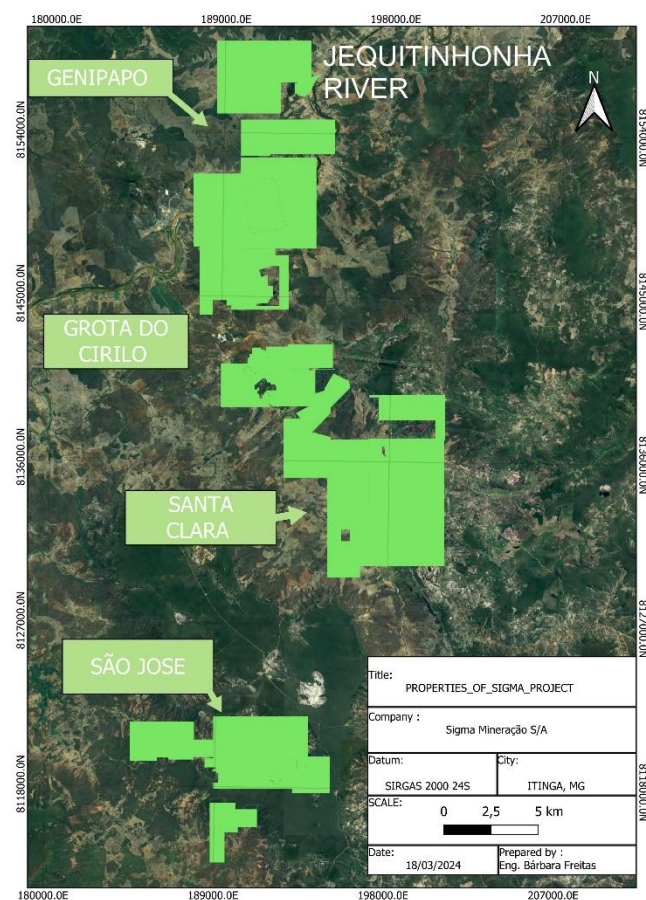 180000.0E
189000.0E
198000.0E
207000.0E
JEQUITINHONHA
RIVER
GENIPAPO
N
8154000.0N
8154000.0N
8145000.0N
8145000.0N
GROTA DO
CIRILO
8136000.0N
8136000.0N
SANTA
CLARA
8127000.0N
8127000.0N
SÃO JOSE
8118000.0N
8118000.0N
Title:
PROPERTIES_OF_SIGMA_PROJECT
Company :
Sigma Mineração S/A
Datum:
SIRGAS 2000 24S
City:
ITINGA, MG
SCALE:
0 2,5 5 km
Date:
18/03/2024
Prepared by :
Eng. Bárbara Freitas
180000.0E
189000.0E
198000.0E
207000.0E